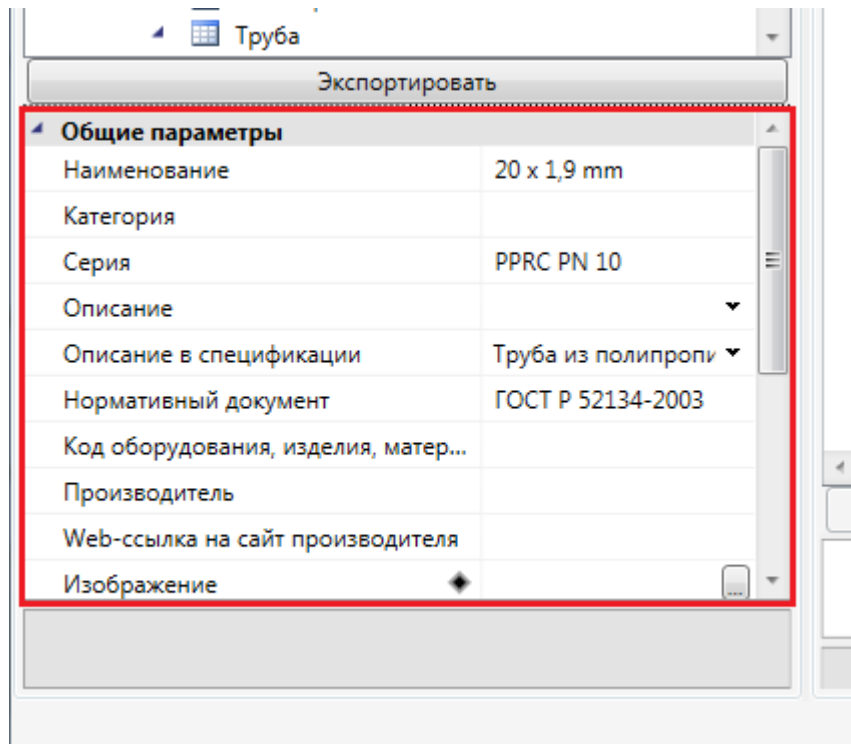 Труба
Экспортировать
Общие параметры
Наименование 20 x 1,9 mm
Категория
Серия PPRC PN 10
Описание
Описание в спецификации Труба из полипропи
Нормативный документ ГОСТ Р 52134-2003
Код оборудования, изделия, матер...
Производитель
Web-ссылка на сайт производителя
Изображение ...